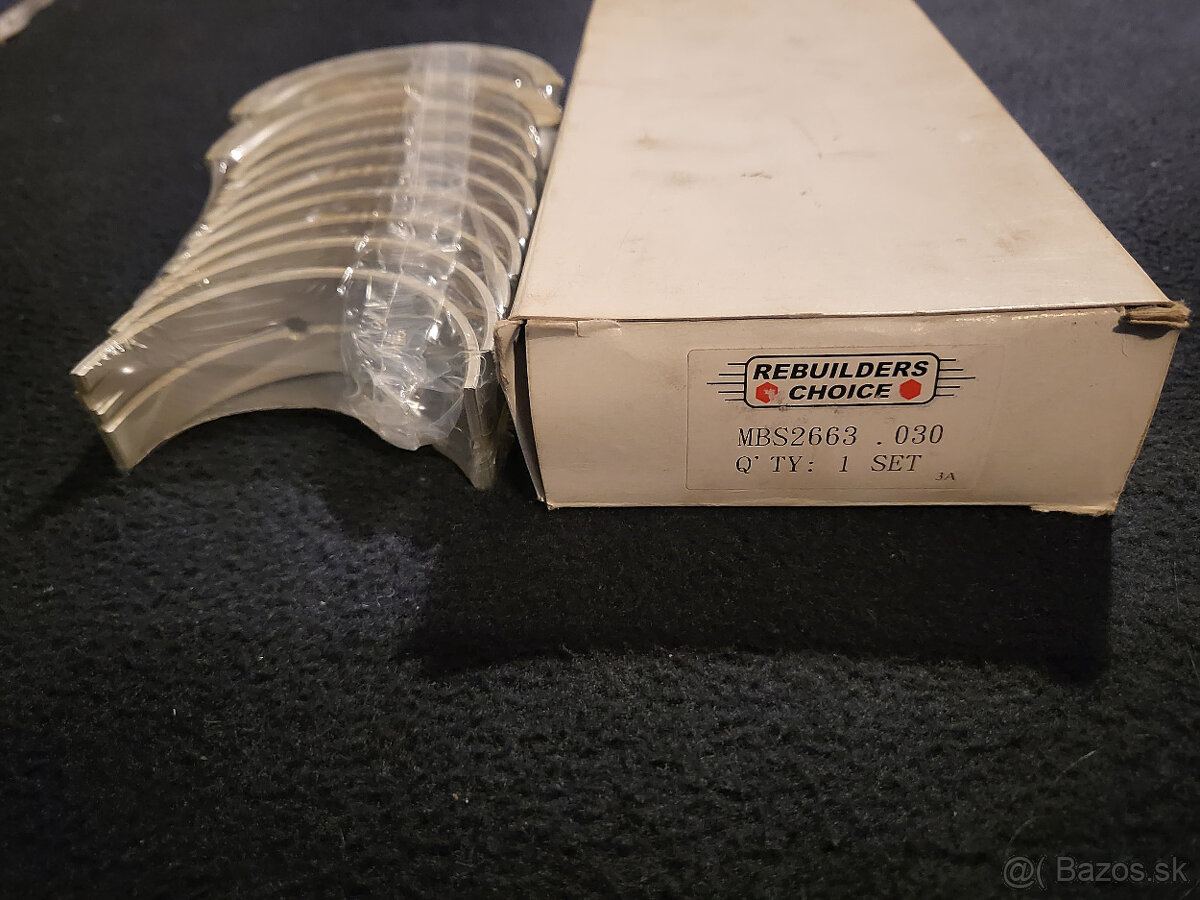 REBUILDERS
CHOICE
MBS2663 .030
Q'TY: 1 SET
3A
@( Bazos.sk